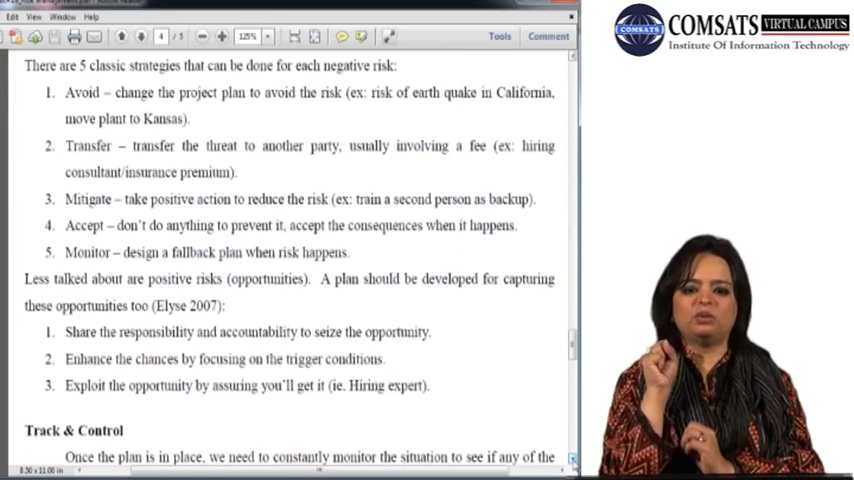 Edit View Window Help
4 / 5 125% Tools Comment
COMSATS VIRTUAL CAMPUS
COMSATS
Institute Of Information Technology
There are 5 classic strategies that can be done for each negative risk:
1. Avoid – change the project plan to avoid the risk (ex: risk of earth quake in California,
move plant to Kansas).
2. Transfer – transfer the threat to another party, usually involving a fee (ex: hiring
consultant/insurance premium).
3. Mitigate – take positive action to reduce the risk (ex: train a second person as backup).
4. Accept – don't do anything to prevent it, accept the consequences when it happens.
5. Monitor – design a fallback plan when risk happens.
Less talked about are positive risks (opportunities). A plan should be developed for capturing
these opportunities too (Elyse 2007):
1. Share the responsibility and accountability to seize the opportunity.
2. Enhance the chances by focusing on the trigger conditions.
3. Exploit the opportunity by assuring you'll get it (ie. Hiring expert).
Track & Control
Once the plan is in place, we need to constantly monitor the situation to see if any of the
8.50 x 11.00 in